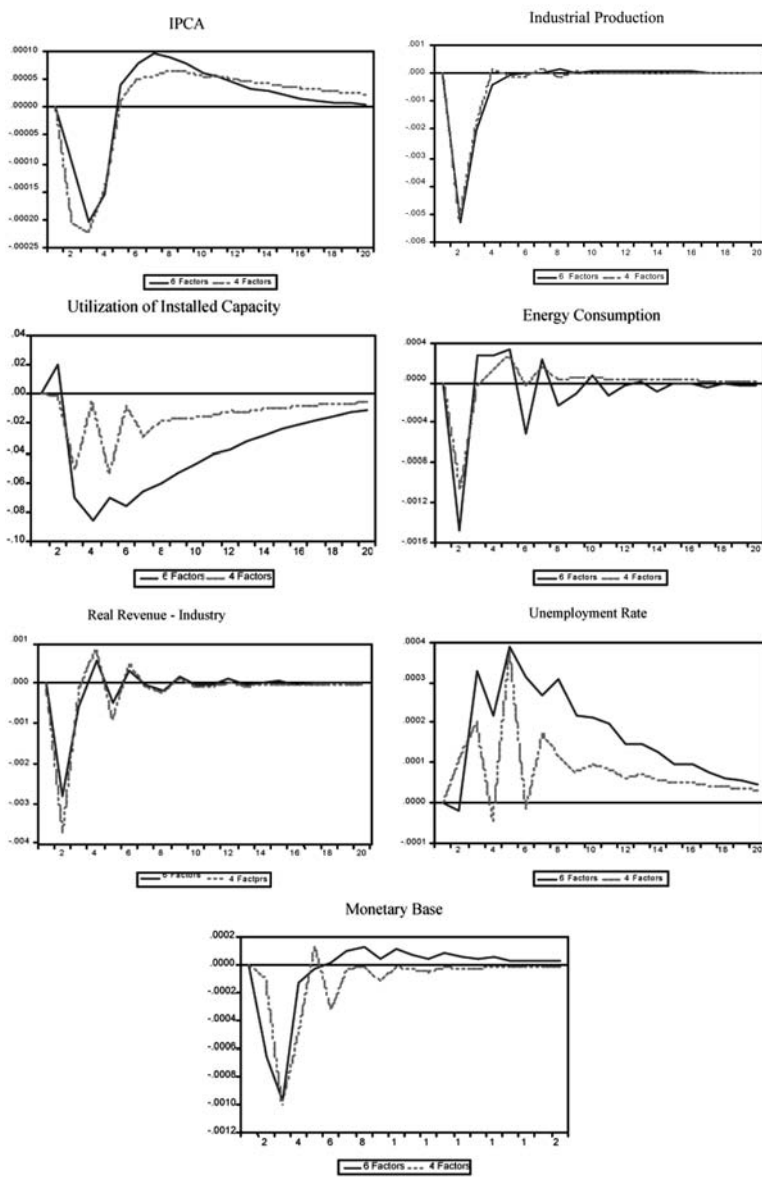 IPCA
.00010
.00005
.00000
-.00005
-.00010
-.00015
-.00020
-.00025
2 4 6 8 10 12 14 16 18 20
6 Factors 4 Factors
Industrial Production
.001
.000
-.001
-.002
-.003
-.004
-.005
-.006
2 4 6 8 10 12 14 16 18 20
6 Factors 4 Factors
Utilization of Installed Capacity
.04
.02
.00
-.02
-.04
-.06
-.08
-.10
2 4 6 8 10 12 14 16 18 20
6 Factors 4 Factors
Energy Consumption
.0004
.0000
-.0004
-.0008
-.0012
-.0016
2 4 6 8 10 12 14 16 18 20
6 Factors 4 Factors
Real Revenue - Industry
.001
.000
-.001
-.002
-.003
-.004
2 4 6 8 10 12 14 16 18 20
6 Factors 4 Factprs
Unemployment Rate
.0004
.0003
.0002
.0001
.0000
-.0001
2 4 6 8 10 12 14 16 18 20
6 Factors 4 Factors
Monetary Base
.0002
.0000
-.0002
-.0004
-.0006
-.0008
-.0010
-.0012
2 4 6 8 1 1 1 1 1 2
6 Factors 4 Factors